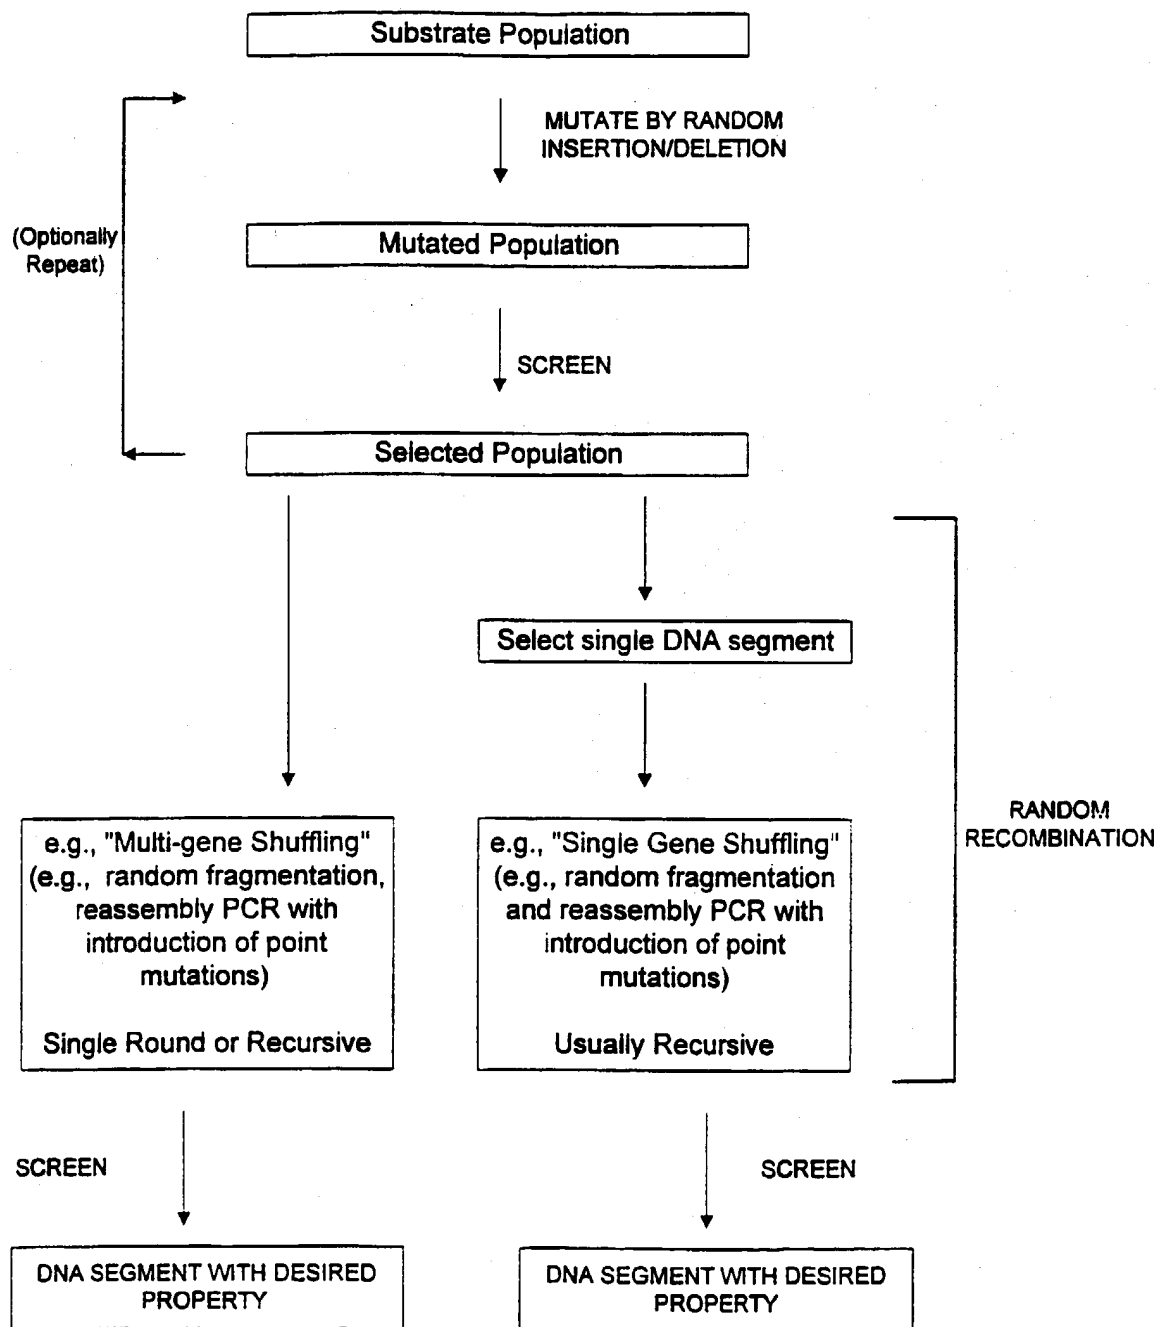 Substrate Population
MUTATE BY RANDOM
INSERTION/DELETION
(Optionally
Repeat)
Mutated Population
SCREEN
Selected Population
Select single DNA segment
e.g., "Multi-gene Shuffling"
(e.g., random fragmentation,
reassembly PCR with
introduction of point
mutations)
Single Round or Recursive
e.g., "Single Gene Shuffling"
(e.g., random fragmentation
and reassembly PCR with
introduction of point
mutations)
Usually Recursive
RANDOM
RECOMBINATION
SCREEN
SCREEN
DNA SEGMENT WITH DESIRED
PROPERTY
DNA SEGMENT WITH DESIRED
PROPERTY